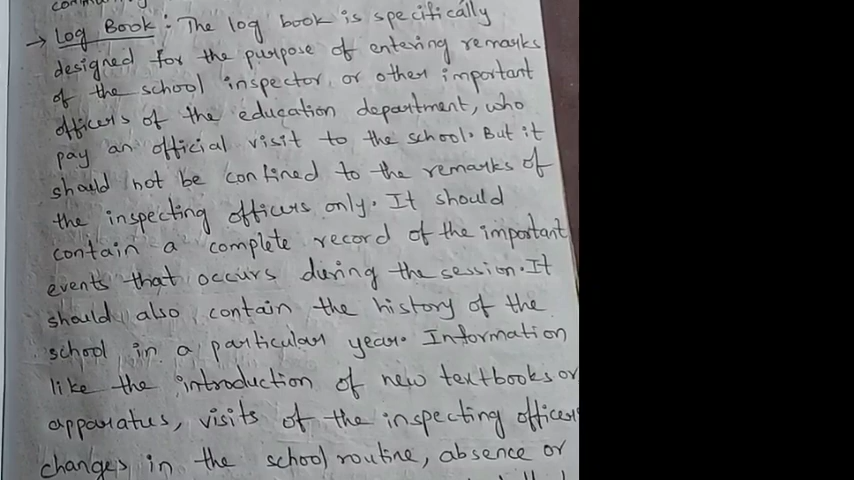 → Log Book: The log book is specifically
designed for the purpose of entering remarks
of the school inspector or other important
officers of the education department, who
pay an official visit to the school. But it
should not be confined to the remarks of
the inspecting officers only. It should
contain a complete record of the important
events that occurs during the session. It
should also contain the history of the
school in a particular year. Information
like the introduction of new textbooks or
apparatus, visits of the inspecting officers
changes in the school routine, absence or